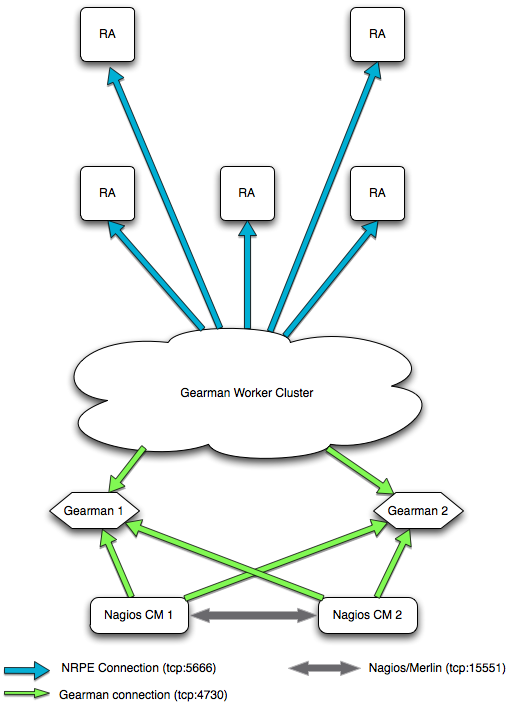 RA
RA
RA
RA
RA
Gearman Worker Cluster
Gearman 1
Gearman 2
Nagios CM 1
Nagios CM 2
NRPE Connection (tcp:5666)
Nagios/Merlin (tcp:15551)
Gearman connection (tcp:4730)